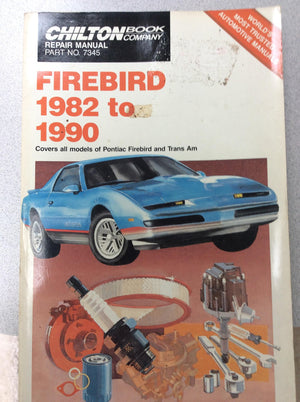 CHILTON BOOK COMPANY
REPAIR MANUAL
PART NO. 7345
WORLD'S
MOST TRUSTED
AUTOMOTIVE MANUALS
FIREBIRD
1982 to
1990
Covers all models of Pontiac Firebird and Trans Am